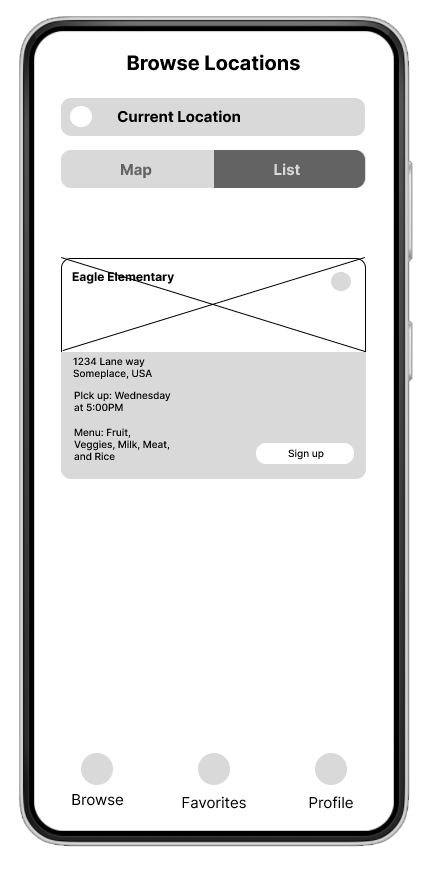 Browse Locations
Current Location
Map
List
Eagle Elementary
1234 Lane way
Someplace, USA
PIck up: Wednesday
at 5:00PM
Menu: Fruit,
Veggies, Milk, Meat,
and Rice
Sign up
Browse
Favorites
Profile